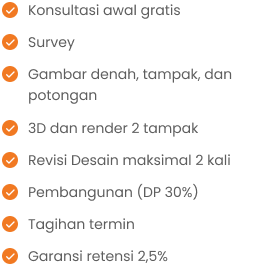 Konsultasi awal gratis
Survey
Gambar denah, tampak, dan
potongan
3D dan render 2 tampak
Revisi Desain maksimal 2 kali
Pembangunan (DP 30%)
Tagihan termin
Garansi retensi 2,5%